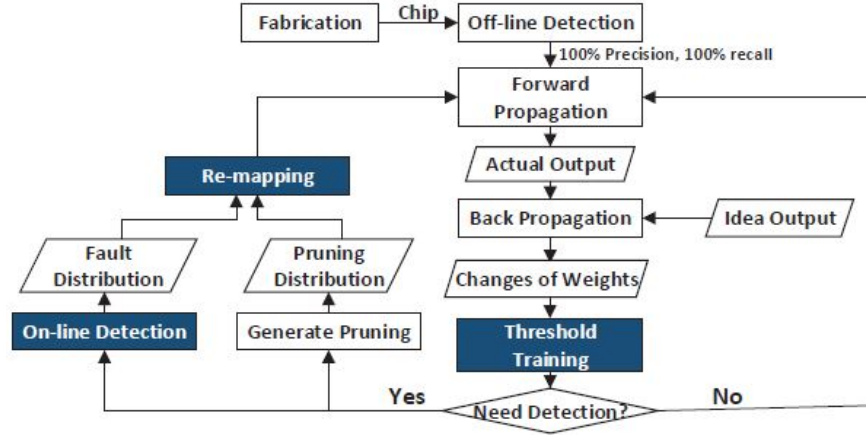 Fabrication
Chip
Off-line Detection
100% Precision, 100% recall
Forward
Propagation
Re-mapping
Actual Output
Back Propagation
Idea Output
Fault
Distribution
Pruning
Distribution
Changes of Weights
On-line Detection
Generate Pruning
Threshold
Training
Yes
Need Detection?
No